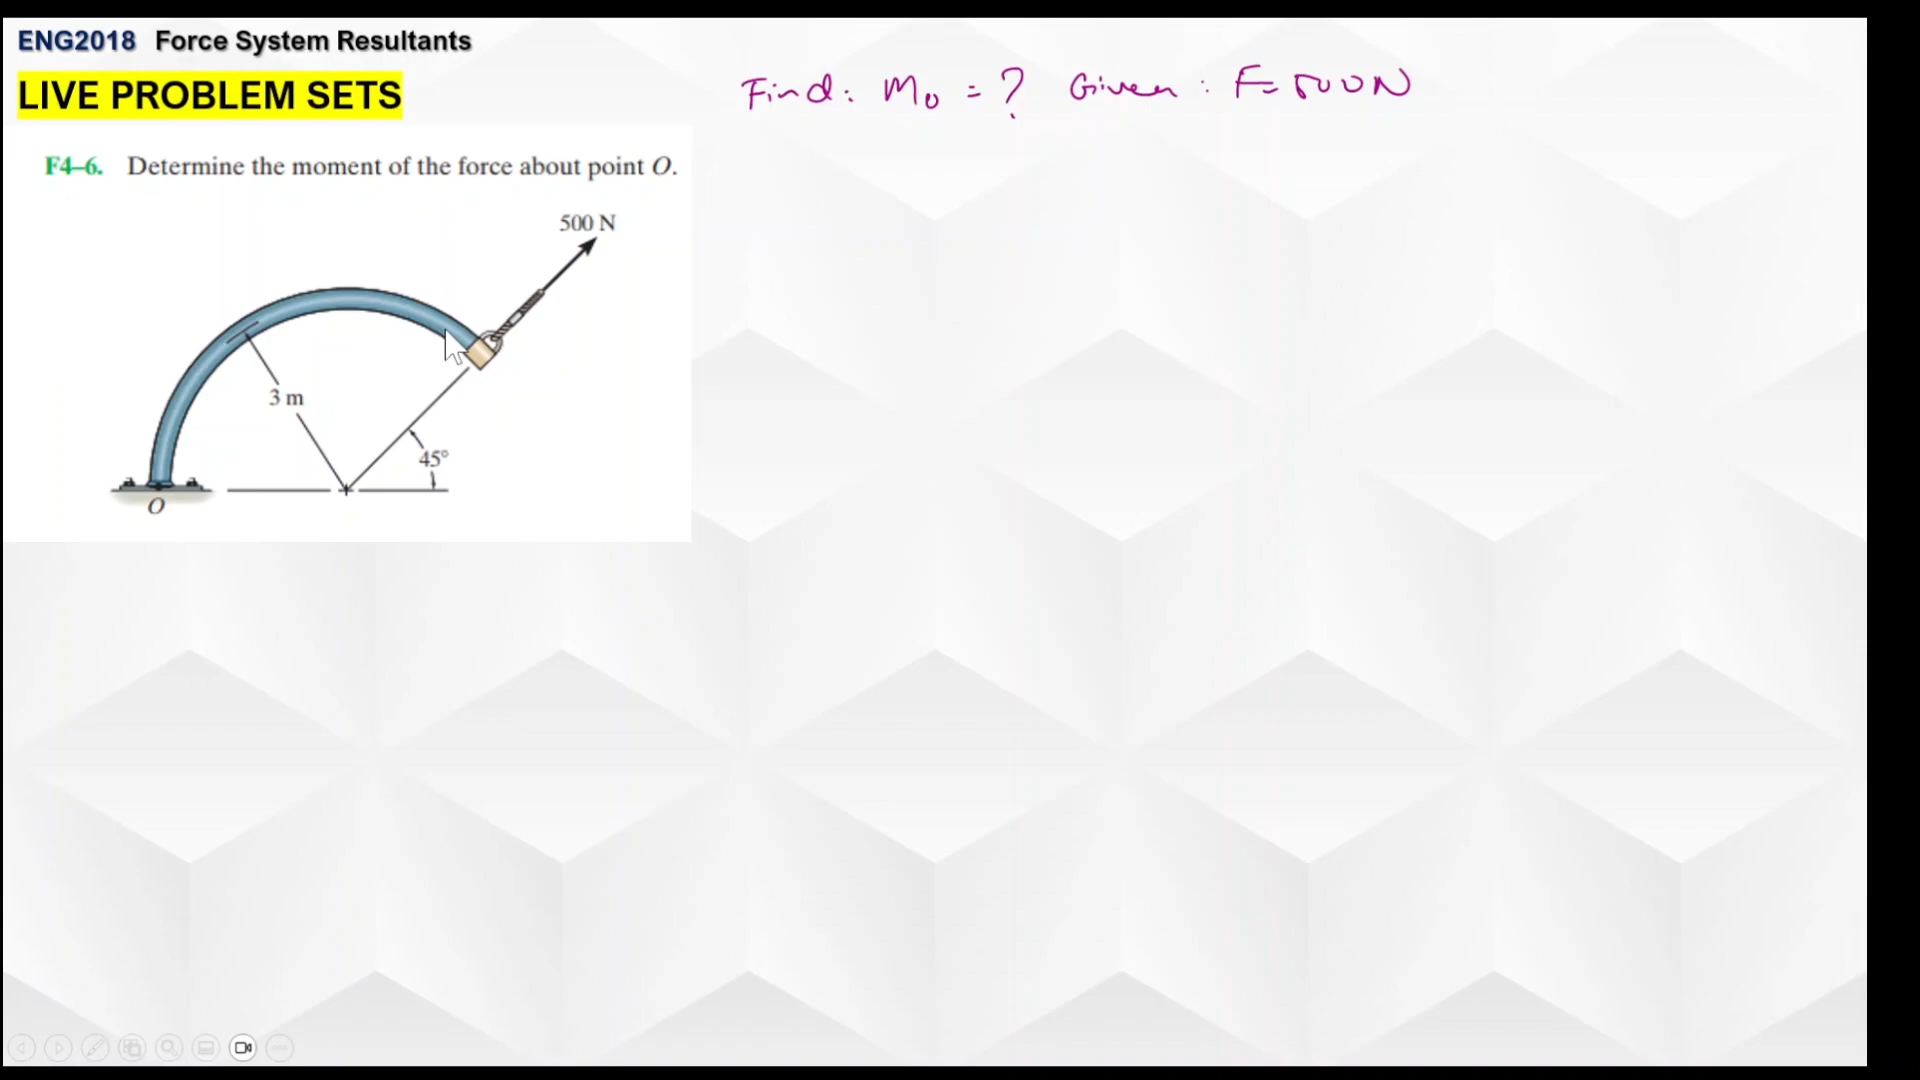 ENG2018 Force System Resultants
LIVE PROBLEM SETS
Find: Mo = ? Given: F= 500N
F4–6. Determine the moment of the force about point O.
500 N
3 m
45°
O